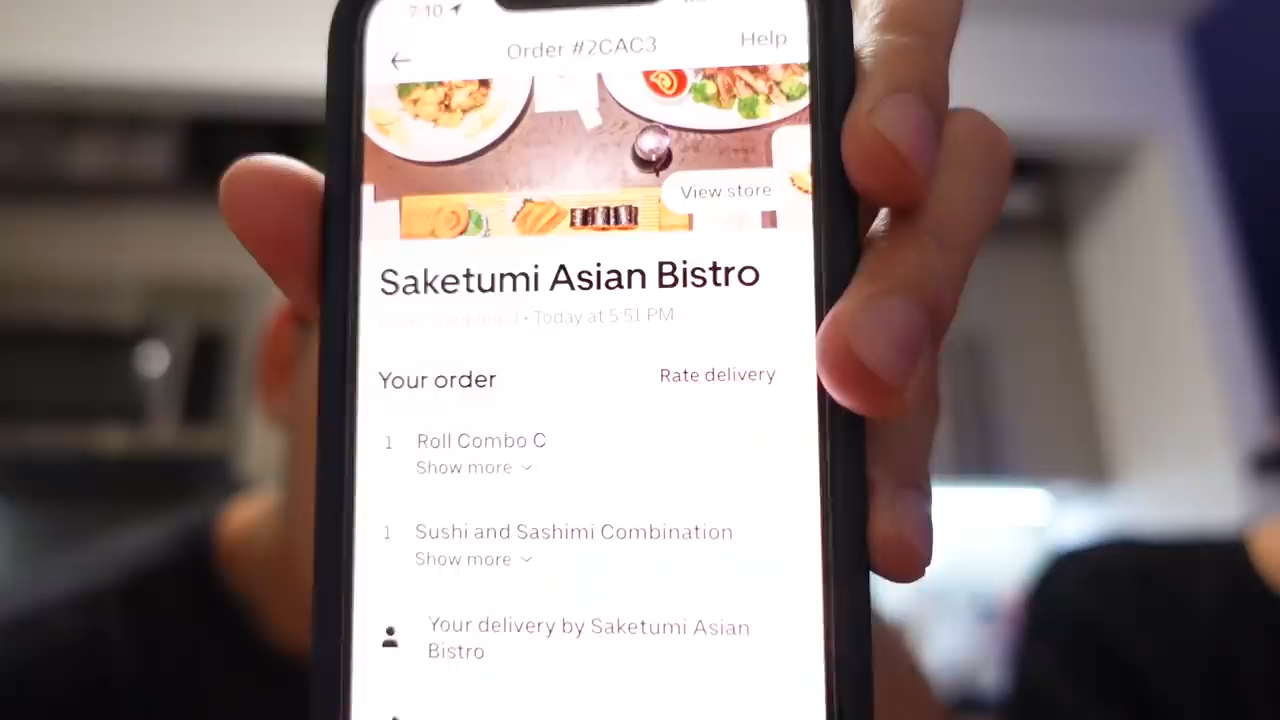 7:10
Order #2CAC3
Help
View store
Saketumi Asian Bistro
• Today at 5:51 PM
Your order
Rate delivery
1 Roll Combo C
Show more
1 Sushi and Sashimi Combination
Show more
Your delivery by Saketumi Asian
Bistro